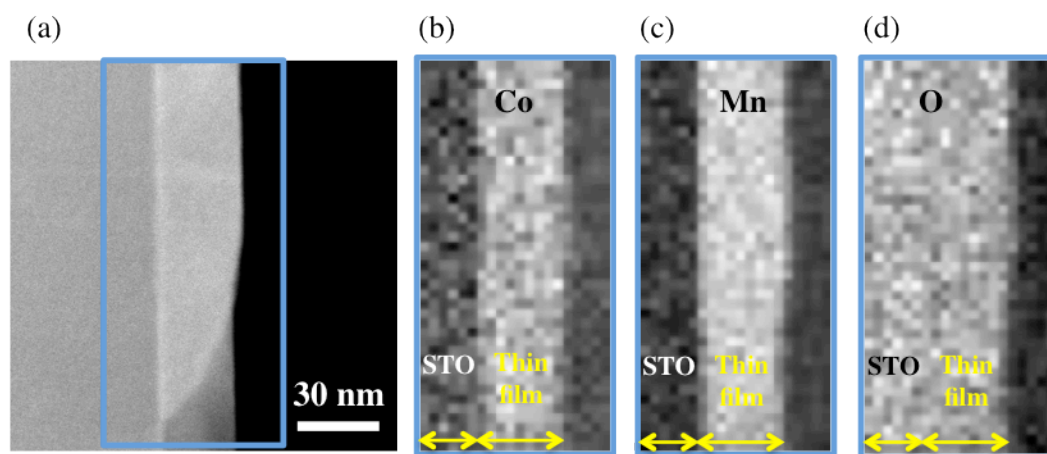 (a)
(b)
(c)
(d)
Co
Mn
O
STO
Thin
film
STO
Thin
film
STO
Thin
film
30 nm